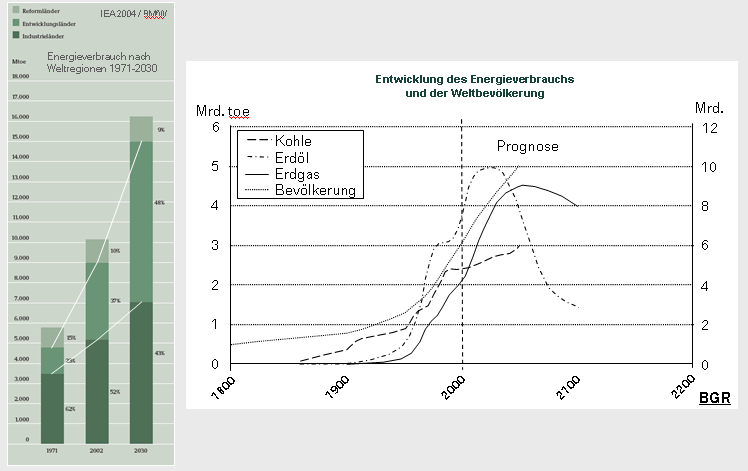 Reformländer
Entwicklungsländer
Industrieländer
IEA2004 / BMWi
Energieverbrauch nach
Weltregionen 1971-2030
Mtoe
18.000
17.000
16.000
15.000
14.000
13.000
12.000
11.000
10.000
9.000
8.000
7.000
6.000
5.000
4.000
3.000
2.000
1.000
0
15%
23%
62%
10%
37%
52%
9%
48%
43%
1971
2002
2030
Entwicklung des Energieverbrauchs
und der Weltbevölkerung
Mrd. toe
Mrd.
6
5
4
3
2
1
0
12
10
8
6
4
2
0
Kohle
Erdöl
Erdgas
Bevölkerung
Prognose
1800
1900
2000
2100
2200
BGR